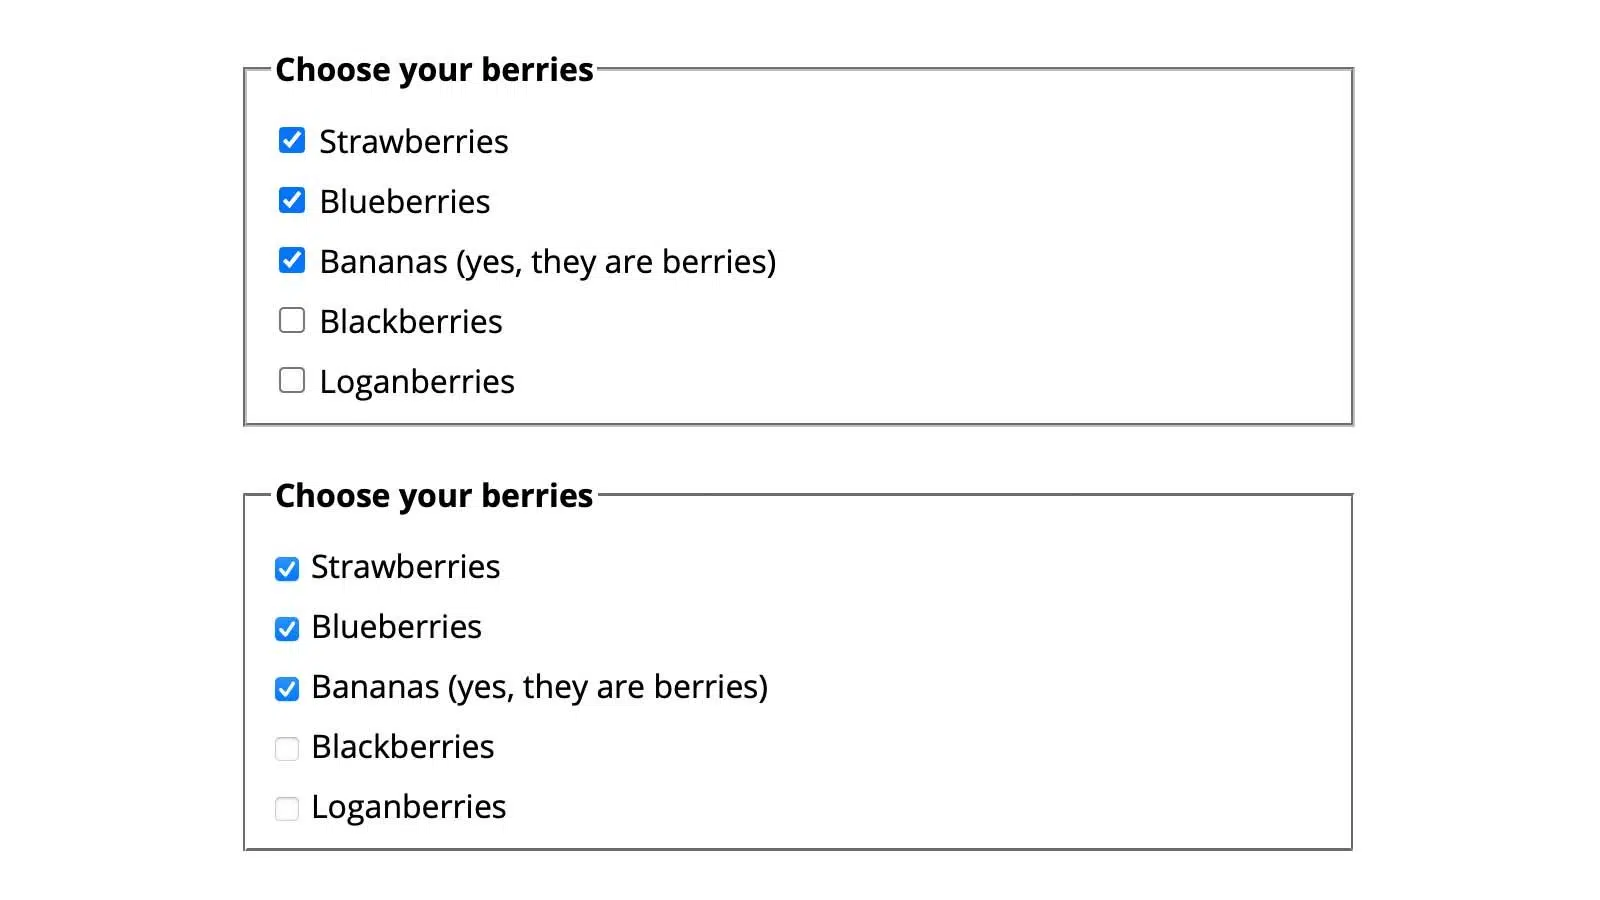 Choose your berries
Strawberries
Blueberries
Bananas (yes, they are berries)
Blackberries
Loganberries
Choose your berries
Strawberries
Blueberries
Bananas (yes, they are berries)
Blackberries
Loganberries